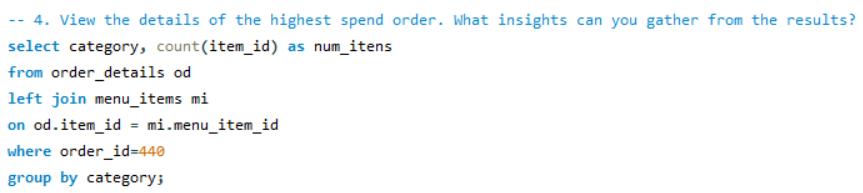 -- 4. View the details of the highest spend order. What insights can you gather from the results?
select category, count(item_id) as num_itens
from order_details od
left join menu_items mi
on od.item_id = mi.menu_item_id
where order_id=440
group by category;